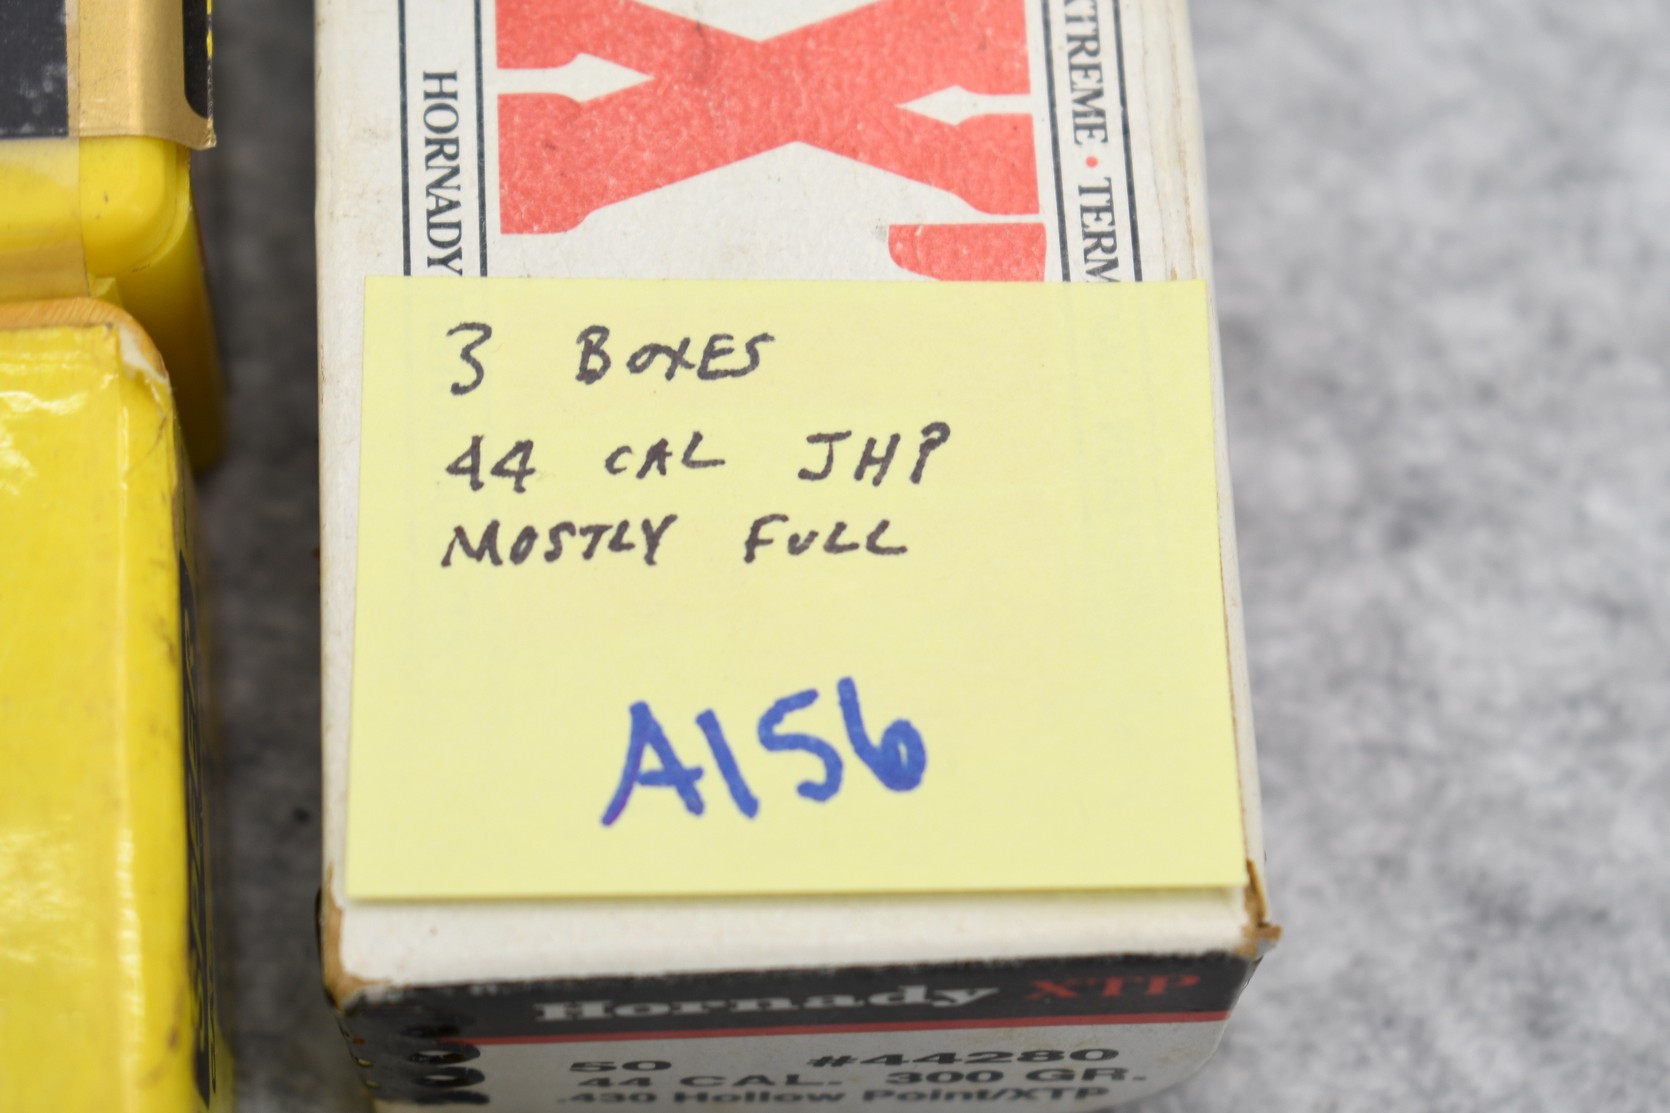 HORNADY
X
XTREME • TERM
3 BOXES
44 CAL JHP
MOSTLY FULL
A156
Hornady XTP
50 #44280
44 CAL. 300 GR.
.430 Hollow Point/XTP